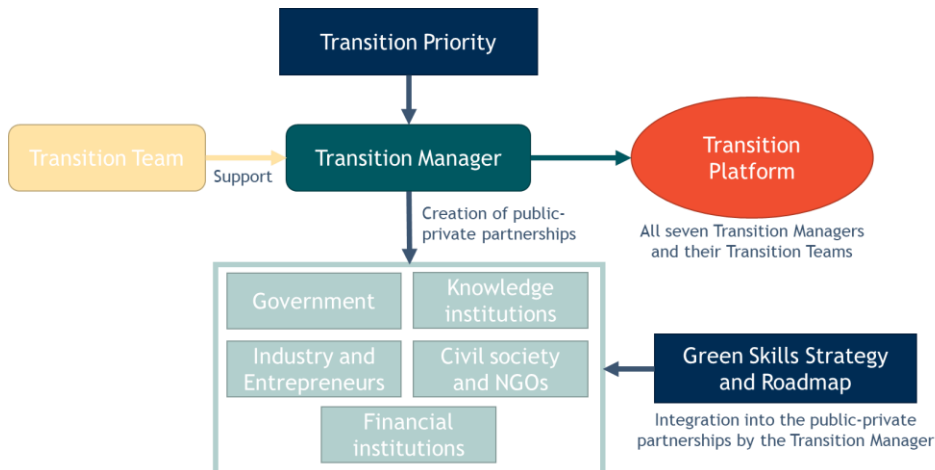 Transition Priority
Transition Team
Support
Transition Manager
Transition
Platform
Creation of public-
private partnerships
All seven Transition Managers
and their Transition Teams
Government
Knowledge
institutions
Industry and
Entrepreneurs
Civil society
and NGOs
Financial
institutions
Green Skills Strategy
and Roadmap
Integration into the public-private
partnerships by the Transition Manager